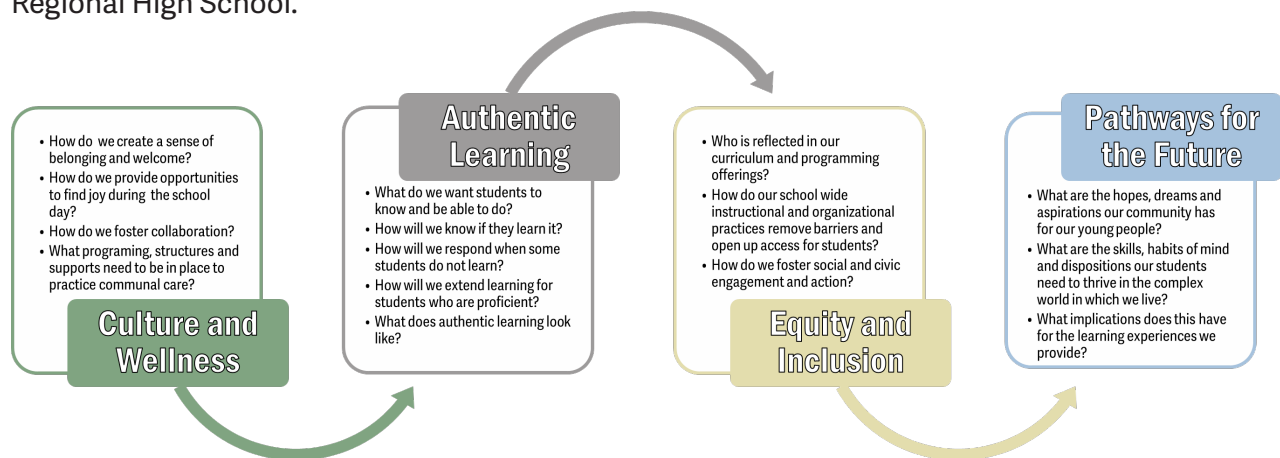 Regional High School.
• How do we create a sense of
belonging and welcome?
• How do we provide opportunities
to find joy during the school
day?
• How do we foster collaboration?
• What programing, structures and
supports need to be in place to
practice communal care?
Culture and
Wellness
Authentic
Learning
• What do we want students to
know and be able to do?
• How will we know if they learn it?
• How will we respond when some
students do not learn?
• How will we extend learning for
students who are proficient?
• What does authentic learning look
like?
• Who is reflected in our
curriculum and programming
offerings?
• How do our school wide
instructional and organizational
practices remove barriers and
open up access for students?
• How do we foster social and civic
engagement and action?
Equity and
Inclusion
Pathways for
the Future
• What are the hopes, dreams and
aspirations our community has
for our young people?
• What are the skills, habits of mind
and dispositions our students
need to thrive in the complex
world in which we live?
• What implications does this have
for the learning experiences we
provide?